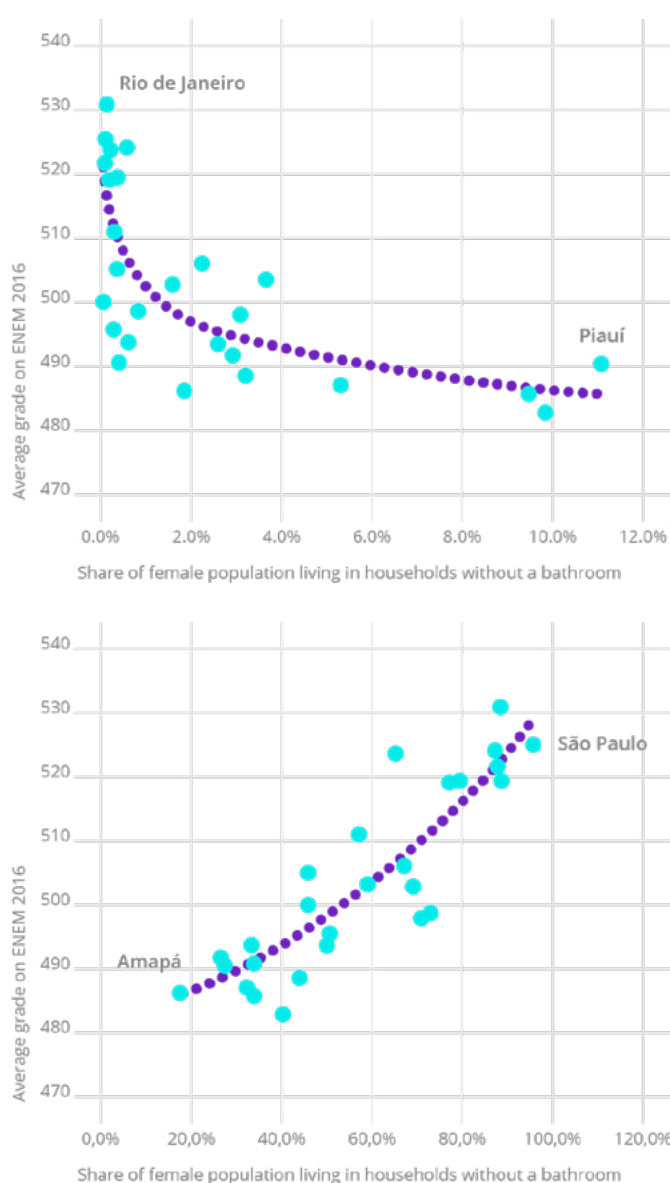 540
Rio de Janeiro
530
520
510
500
490
480
470
Piauí
Average grade on ENEM 2016
0.0% 2.0% 4.0% 6.0% 8.0% 10.0% 12.0%
Share of female population living in households without a bathroom
540
530
São Paulo
520
510
500
490
480
470
Amapá
Average grade on ENEM 2016
0,0% 20,0% 40,0% 60,0% 80,0% 100,0% 120,0%
Share of female population living in households without a bathroom